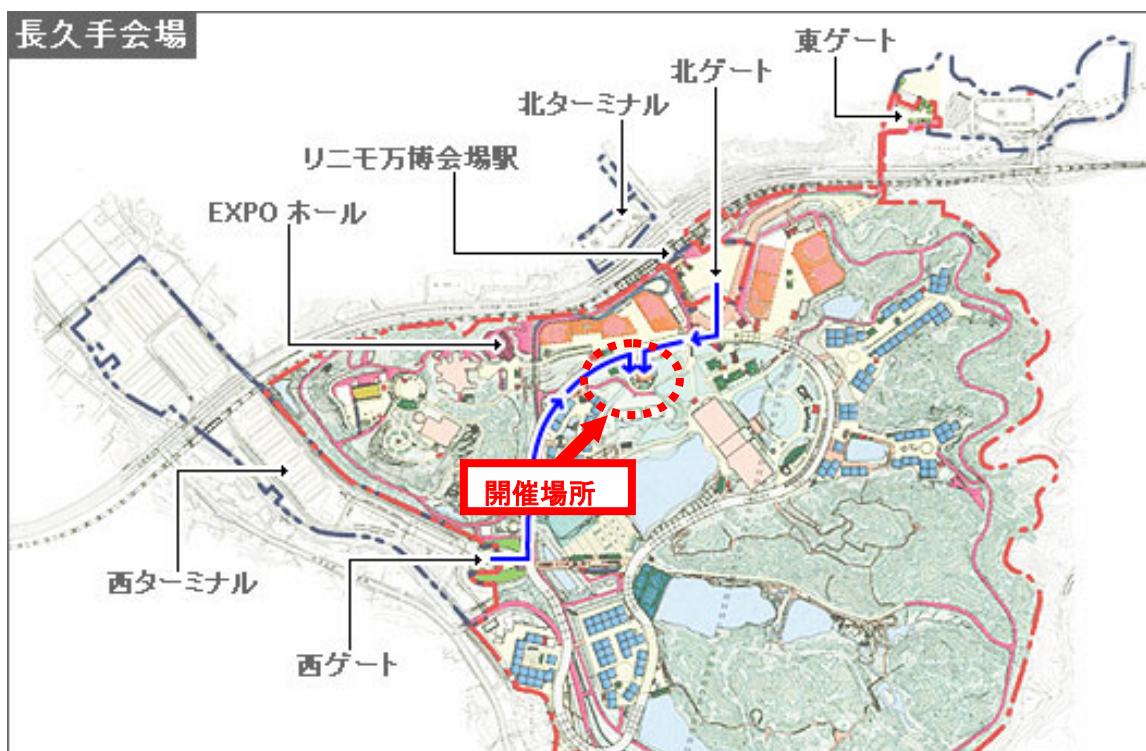 長久手会場
東ゲート
北ゲート
北ターミナル
リニモ万博会場駅
EXPO ホール
開催場所
西ターミナル
西ゲート